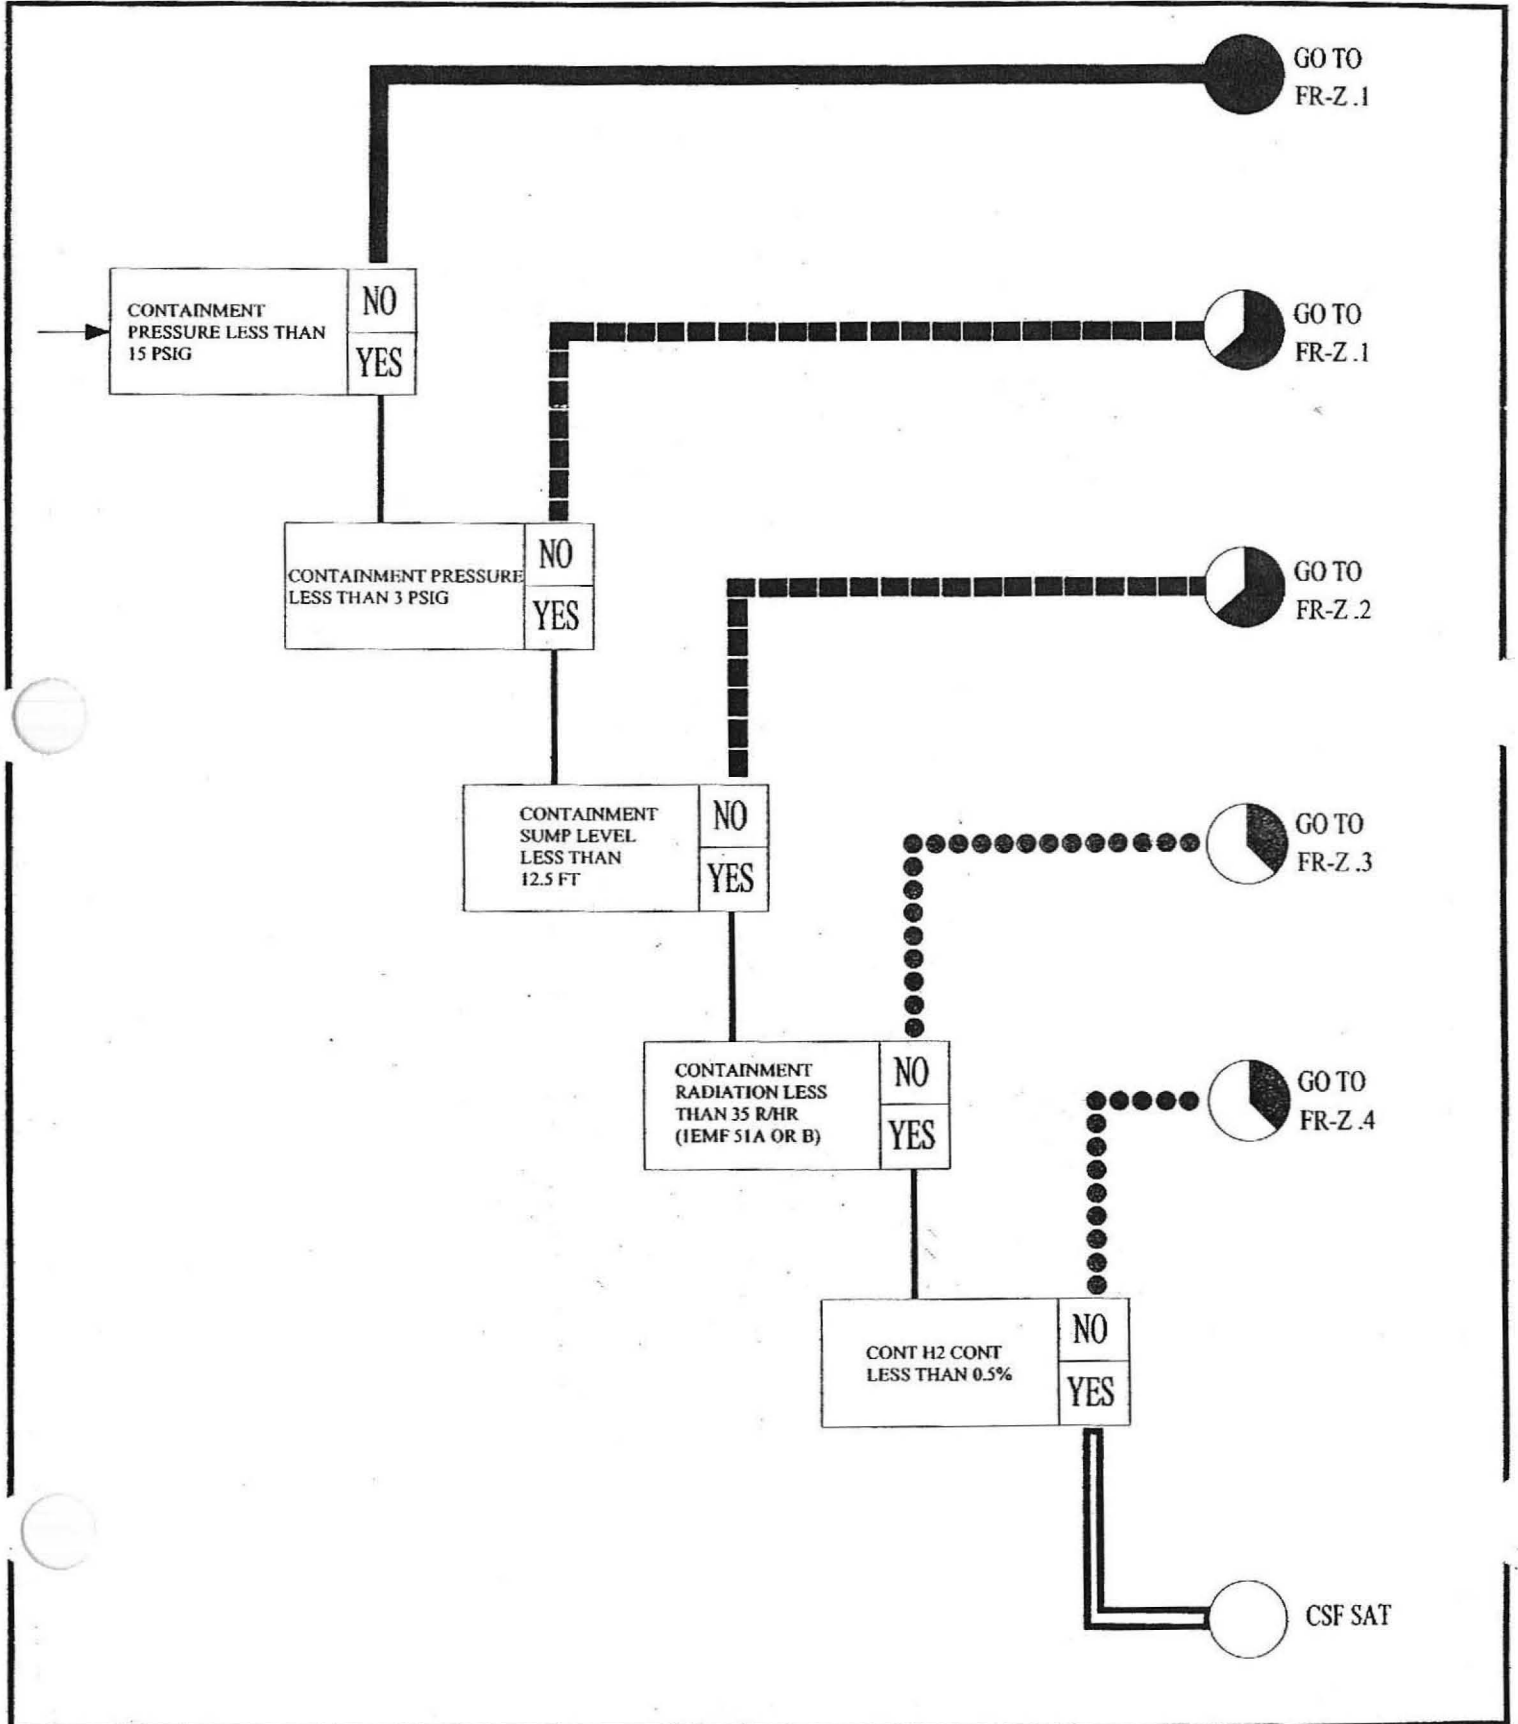 GO TO
FR-Z .1
CONTAINMENT
PRESSURE LESS THAN
15 PSIG
NO
YES
GO TO
FR-Z .1
CONTAINMENT PRESSURE
LESS THAN 3 PSIG
NO
YES
GO TO
FR-Z .2
CONTAINMENT
SUMP LEVEL
LESS THAN
12.5 FT
NO
YES
GO TO
FR-Z .3
CONTAINMENT
RADIATION LESS
THAN 35 R/HR
(1EMF 51A OR B)
NO
YES
GO TO
FR-Z .4
CONT H2 CONT
LESS THAN 0.5%
NO
YES
CSF SAT